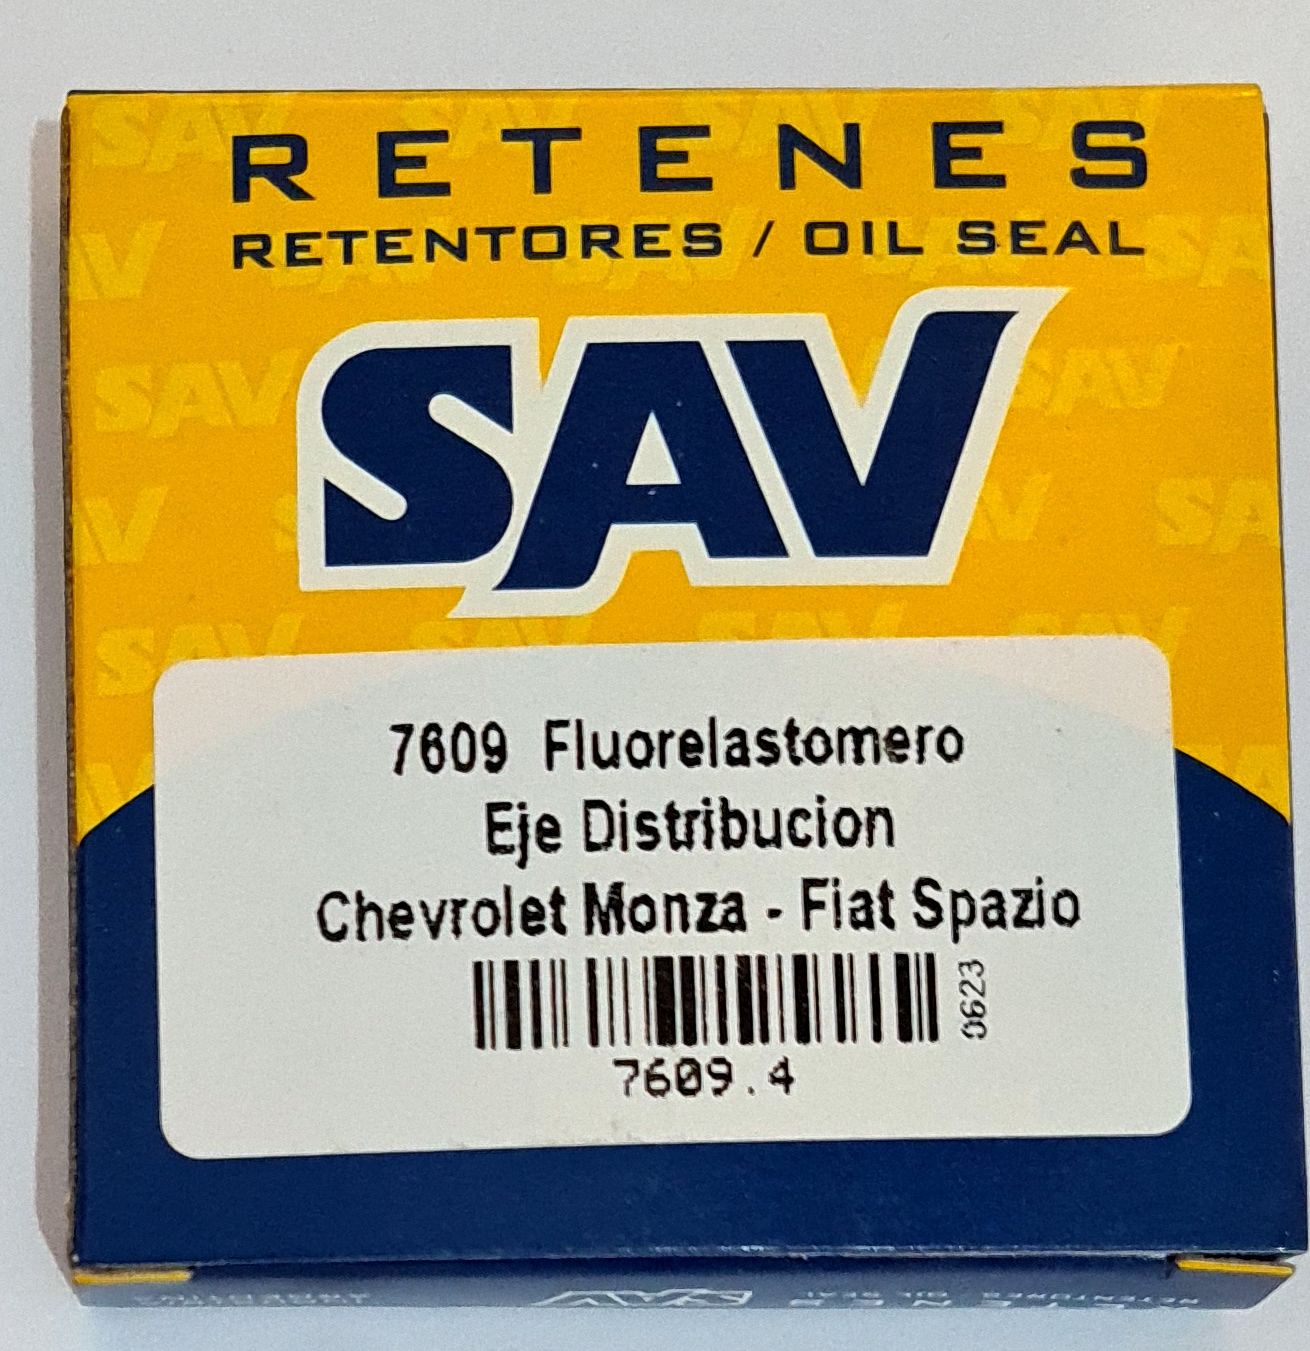 RETENES
RETENTORES / OIL SEAL
SAV
7609 Fluorelastomero
Eje Distribucion
Chevrolet Monza - Fiat Spazio
0623
7609.4